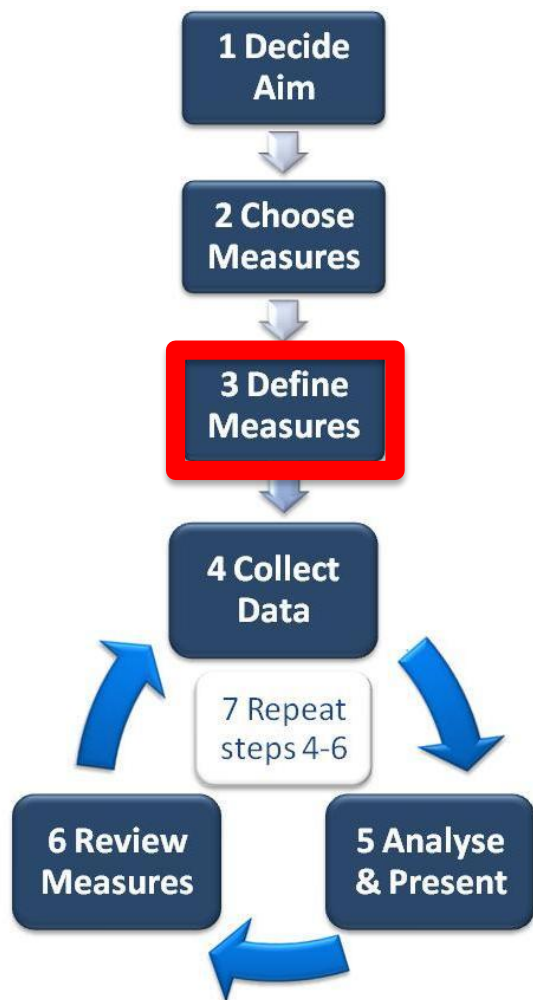 1 Decide
Aim
2 Choose
Measures
3 Define
Measures
4 Collect
Data
7 Repeat
steps 4-6
6 Review
Measures
5 Analyse
& Present